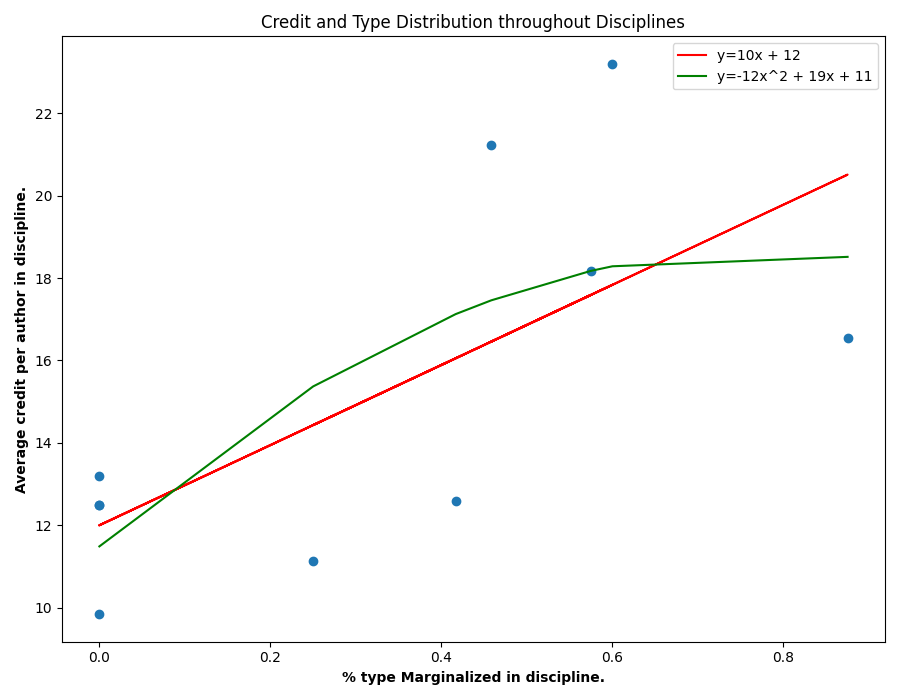 Credit and Type Distribution throughout Disciplines
y=10x + 12
y=-12x^2 + 19x + 11
Average credit per author in discipline.
22
20
18
16
14
12
10
0.0 0.2 0.4 0.6 0.8
% type Marginalized in discipline.